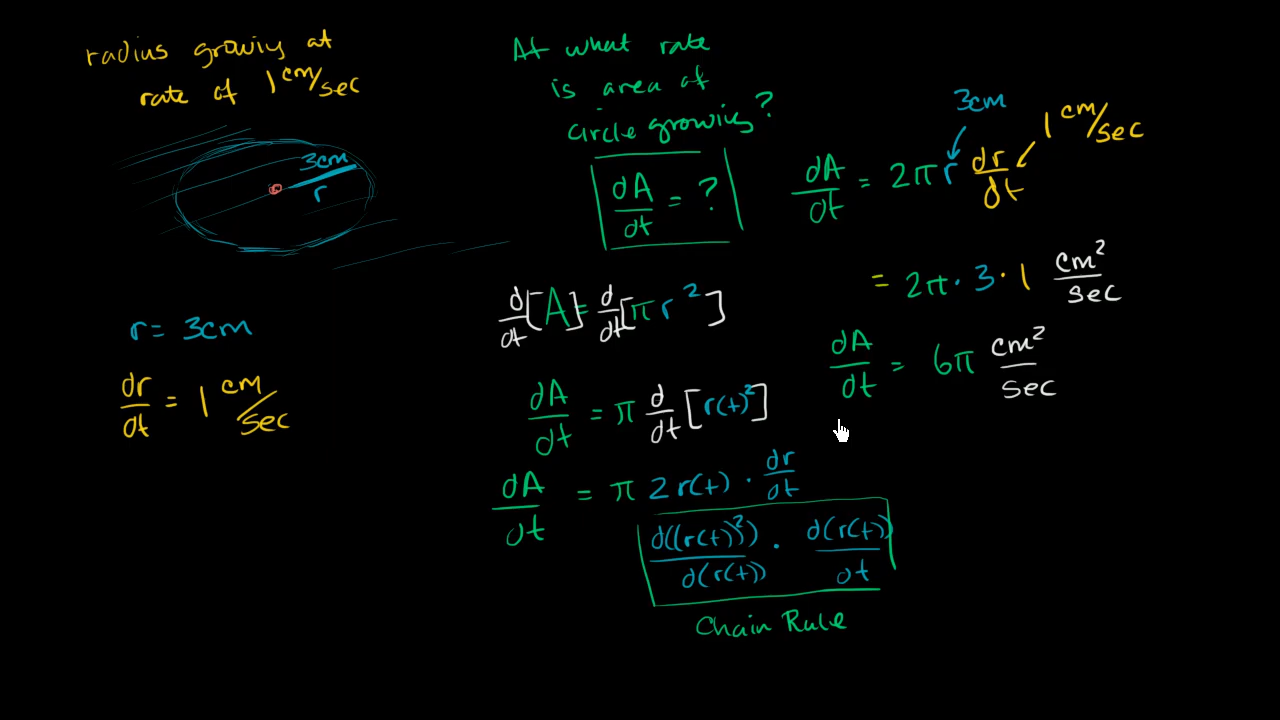 radius growing at
rate of 1 cm/sec
3cm
r
r = 3cm
dr/dt = 1 cm/sec
At what rate
is area of
circle growing?
dA/dt = ?
d/dt[A] = d/dt[πr²]
dA/dt = π d/dt[r(t)²]
dA/dt = π 2 r(t) · dr/dt
d((r(t))²)/d(r(t)) · d(r(t))/dt
Chain Rule
3cm
1 cm/sec
dA/dt = 2πr dr/dt
= 2π · 3 · 1 cm²/sec
dA/dt = 6π cm²/sec